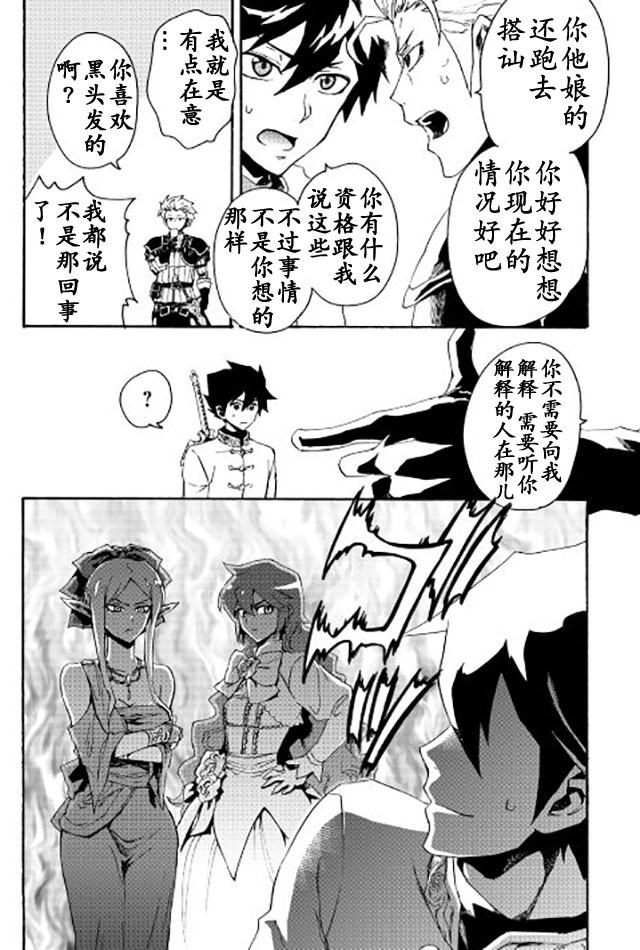 你他娘的
还跑去
搭讪
你好好想想
你现在的
情况好吧
你有什么
资格跟我
说这些
不过事情
不是你想的
那样
我就是
有点在意
…
你喜欢
黑头发的
啊？
我都说
不是那回事
了！
你不需要向我
解释 需要听你
解释的人在那儿
？